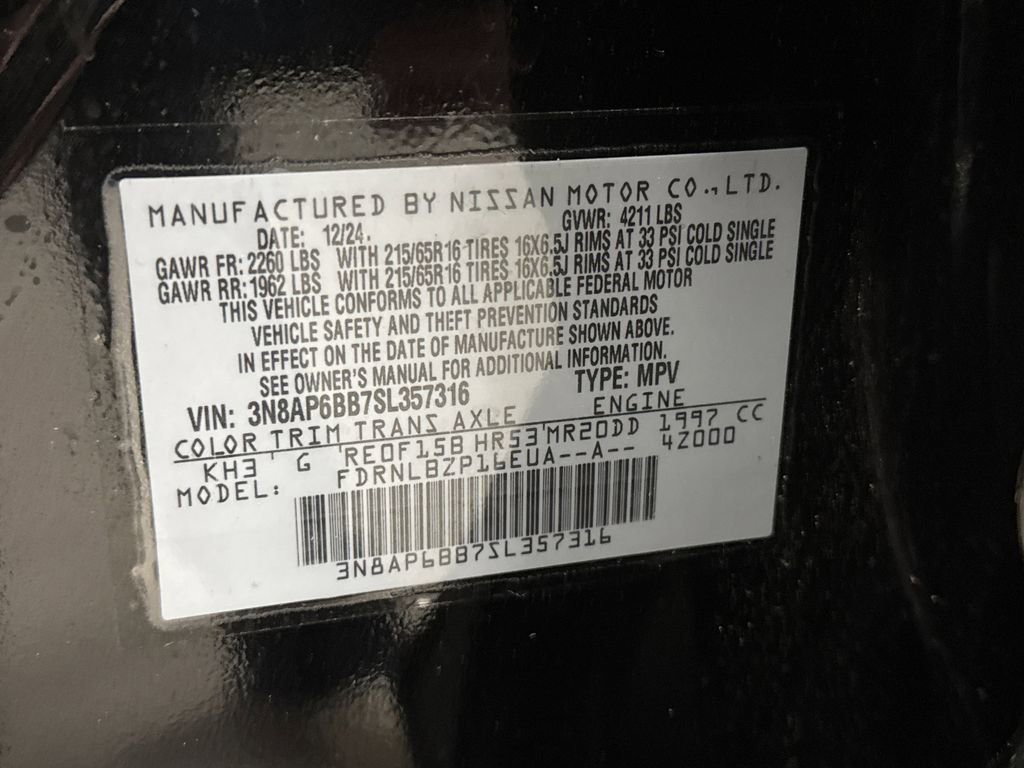 MANUFACTURED BY NISSAN MOTOR CO.,LTD.
DATE: 12/24. GVWR: 4211 LBS
GAWR FR: 2260 LBS WITH 215/65R16 TIRES 16X6.5J RIMS AT 33 PSI COLD SINGLE
GAWR RR: 1962 LBS WITH 215/65R16 TIRES 16X6.5J RIMS AT 33 PSI COLD SINGLE
THIS VEHICLE CONFORMS TO ALL APPLICABLE FEDERAL MOTOR
VEHICLE SAFETY AND THEFT PREVENTION STANDARDS
IN EFFECT ON THE DATE OF MANUFACTURE SHOWN ABOVE.
SEE OWNER'S MANUAL FOR ADDITIONAL INFORMATION.
VIN: 3N8AP6BB7SL357316 TYPE: MPV
COLOR TRIM TRANS AXLE ENGINE
KH3 ' G 'RE0F15B HR53'MR20DD 1997 CC
MODEL: FDRNLBZP16EUA--A-- 4Z000
3N8AP6BB7SL357316